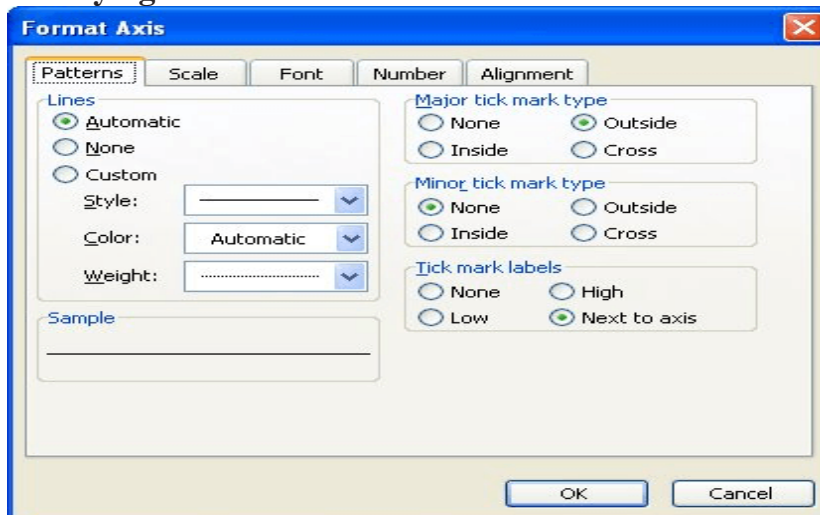 Format Axis
Patterns Scale Font Number Alignment
Lines
Automatic
None
Custom
Style:
Color: Automatic
Weight:
Sample
Major tick mark type
None Outside
Inside Cross
Minor tick mark type
None Outside
Inside Cross
Tick mark labels
None High
Low Next to axis
OK Cancel